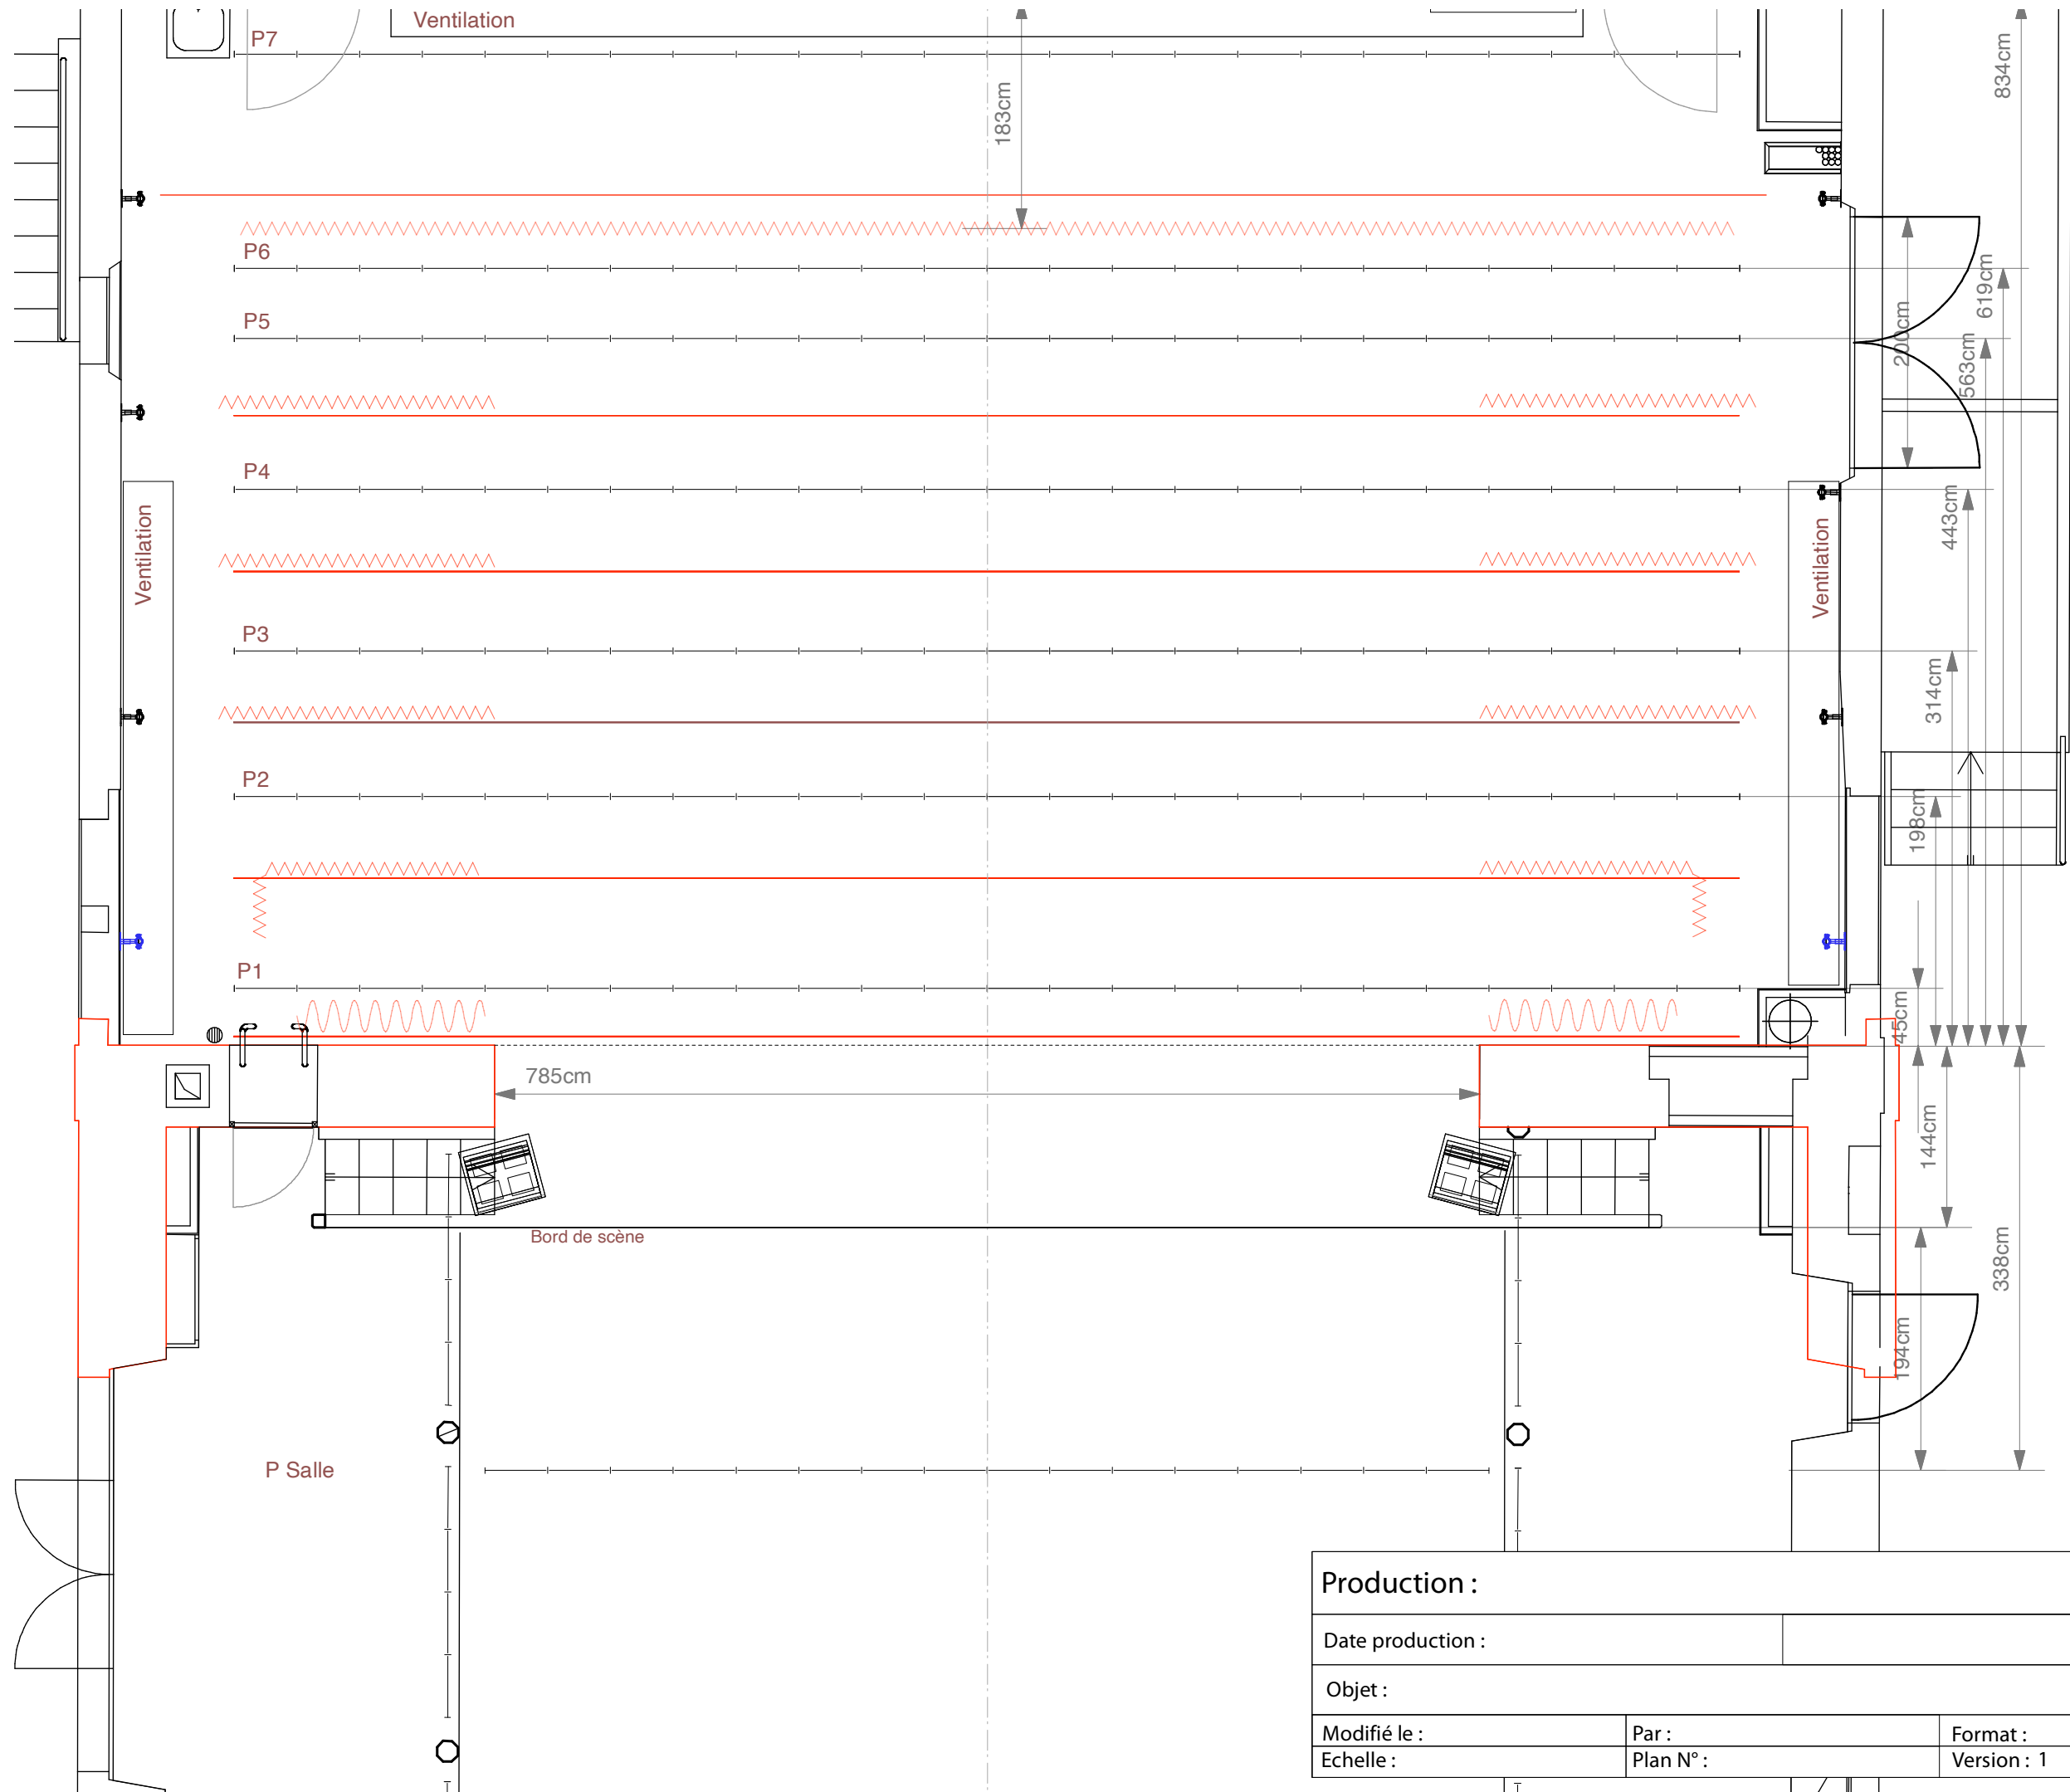 Ventilation
P7
834cm
183cm
P6
619cm
P5
200cm
563cm
P4
443cm
Ventilation
Ventilation
P3
314cm
P2
198cm
P1
45cm
785cm
144cm
Bord de scène
338cm
194cm
P Salle
Production :
Date production :
Objet :
Modifié le : Par : Format :
Echelle : Plan N° : Version : 1